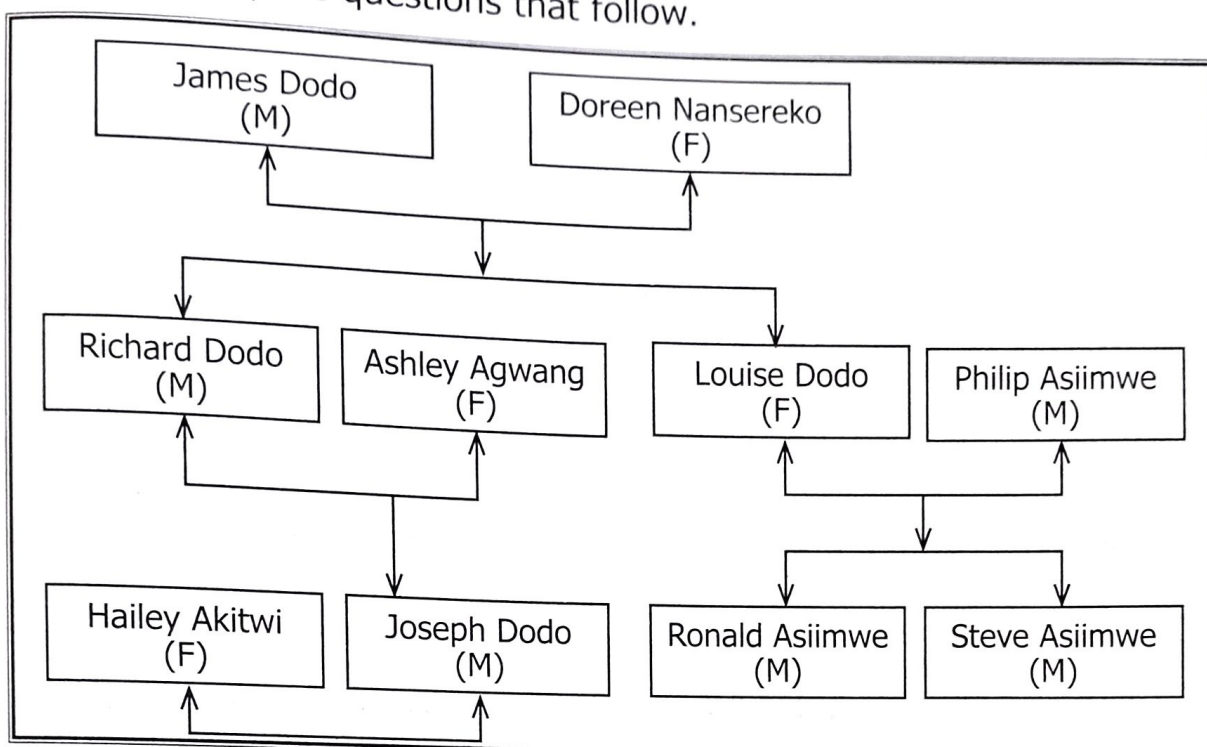 questions that follow.
James Dodo
(M)
Doreen Nansereko
(F)
Richard Dodo
(M)
Ashley Agwang
(F)
Louise Dodo
(F)
Philip Asiimwe
(M)
Hailey Akitwi
(F)
Joseph Dodo
(M)
Ronald Asiimwe
(M)
Steve Asiimwe
(M)